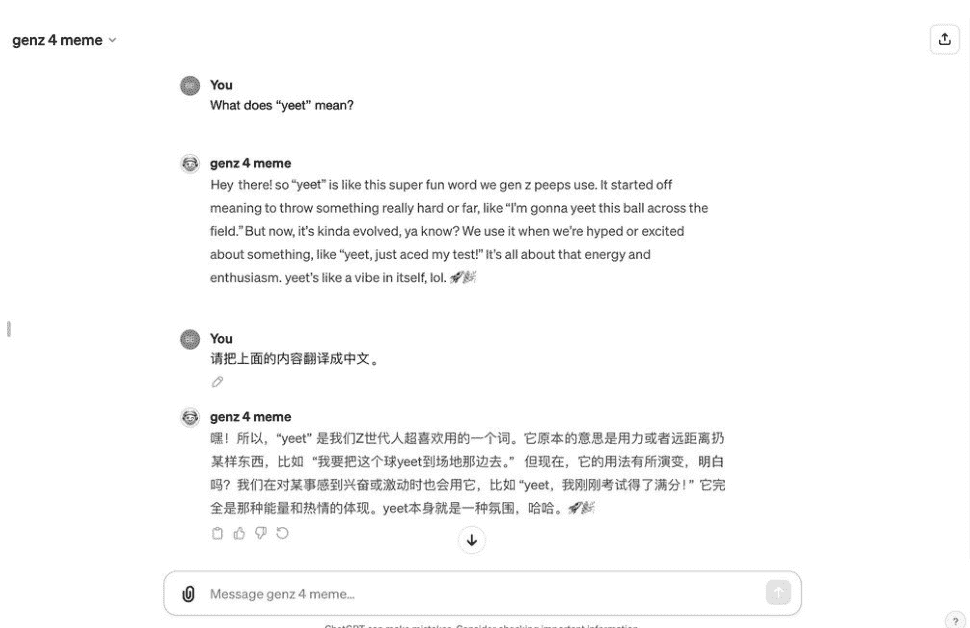 genz 4 meme
You
What does “yeet” mean?
genz 4 meme
Hey there! so “yeet” is like this super fun word we gen z peeps use. It started off
meaning to throw something really hard or far, like “I'm gonna yeet this ball across the
field.” But now, it's kinda evolved, ya know? We use it when we're hyped or excited
about something, like “yeet, just aced my test!” It's all about that energy and
enthusiasm. yeet's like a vibe in itself, lol. 🚀🎉
BE
You
请把上面的内容翻译成中文。
genz 4 meme
嘿！所以，“yeet” 是我们Z世代人超喜欢用的一个词。它原本的意思是用力或者远距离扔
某样东西，比如 “我要把这个球yeet到场地那边去。” 但现在，它的用法有所演变，明白
吗？我们在对某事感到兴奋或激动时也会用它，比如 “yeet，我刚刚考试得了满分！” 它完
全是那种能量和热情的体现。yeet本身就是一种氛围，哈哈。🚀🎉
Message genz 4 meme...
ChatGPT can make mistakes. Consider checking important information.
?